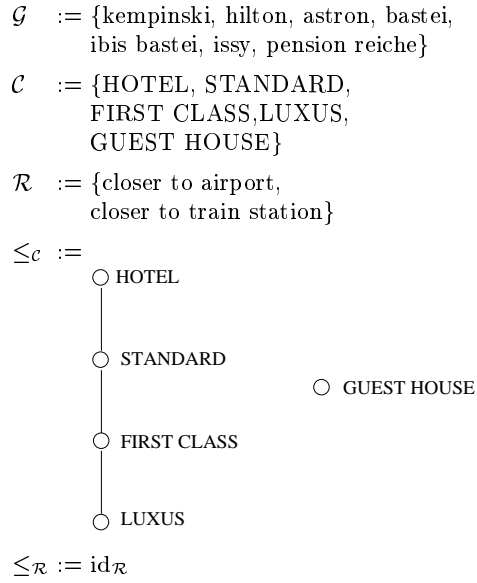 𝒢 := {kempinski, hilton, astron, bastei,
ibis bastei, issy, pension reiche}
𝒞 := {HOTEL, STANDARD,
FIRST CLASS,LUXUS,
GUEST HOUSE}
ℛ := {closer to airport,
closer to train station}
≤𝒞 :=
HOTEL
STANDARD
GUEST HOUSE
FIRST CLASS
LUXUS
≤ℛ := idℛ